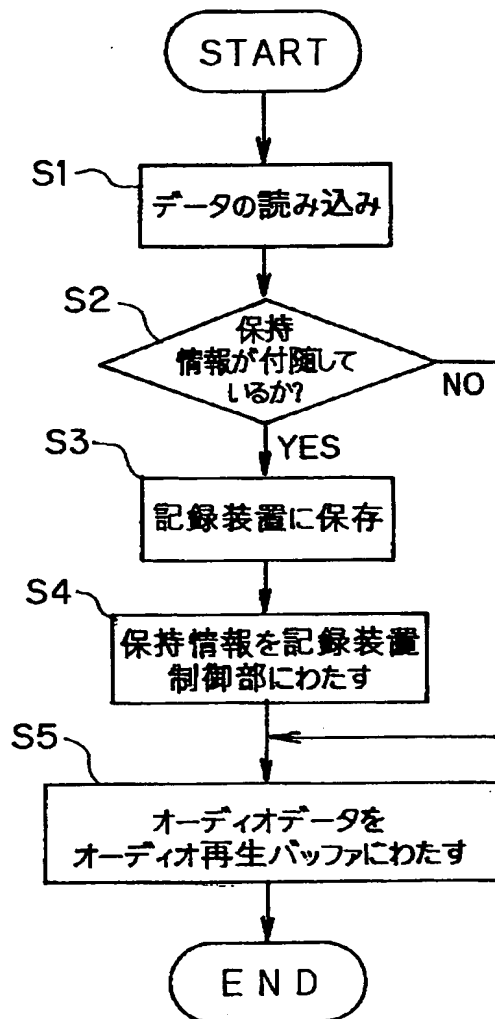 START
S1
データの読み込み
S2
保持
情報が付随して
いるか?
NO
YES
S3
記録装置に保存
S4
保持情報を記録装置
制御部にわたす
S5
オーディオデータを
オーディオ再生バッファにわたす
END